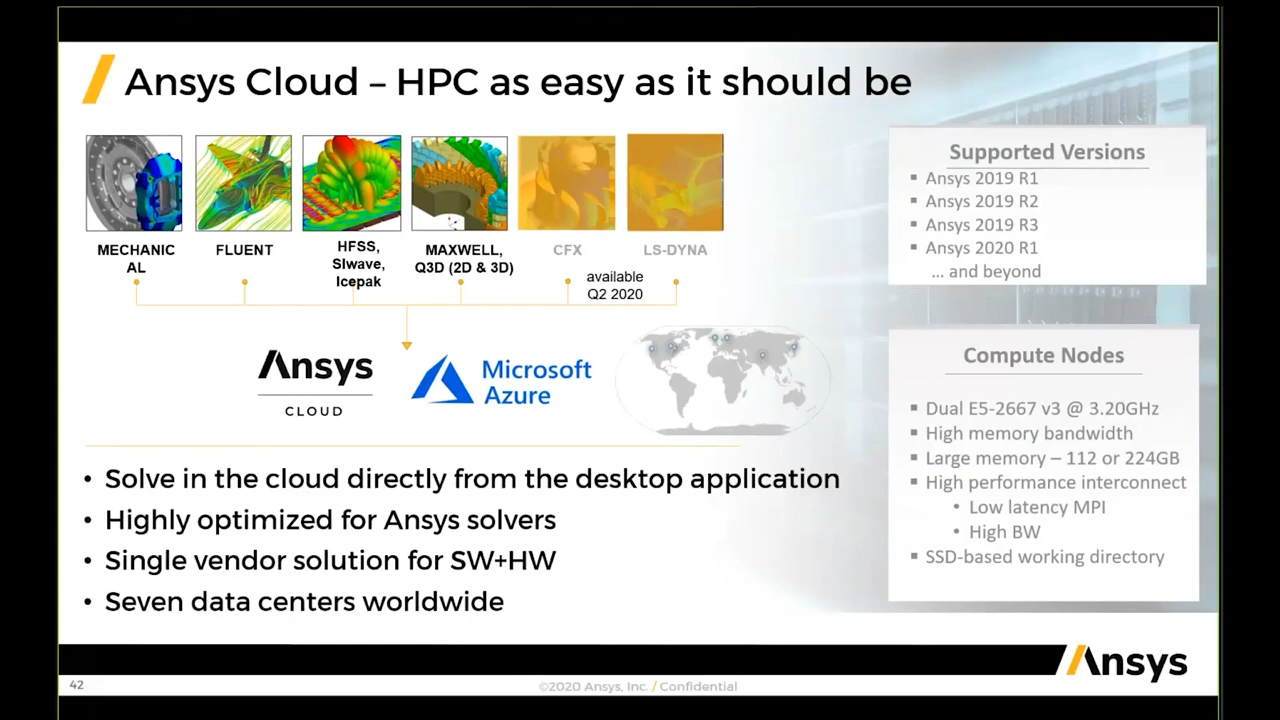 Ansys Cloud – HPC as easy as it should be
MECHANIC
AL
FLUENT
HFSS,
SIwave,
Icepak
MAXWELL,
Q3D (2D & 3D)
CFX
LS-DYNA
available
Q2 2020
Ansys
CLOUD
Microsoft
Azure
• Solve in the cloud directly from the desktop application
• Highly optimized for Ansys solvers
• Single vendor solution for SW+HW
• Seven data centers worldwide
Supported Versions
▪ Ansys 2019 R1
▪ Ansys 2019 R2
▪ Ansys 2019 R3
▪ Ansys 2020 R1
… and beyond
Compute Nodes
▪ Dual E5-2667 v3 @ 3.20GHz
▪ High memory bandwidth
▪ Large memory – 112 or 224GB
▪ High performance interconnect
• Low latency MPI
• High BW
▪ SSD-based working directory
Ansys
42
©2020 Ansys, Inc. / Confidential